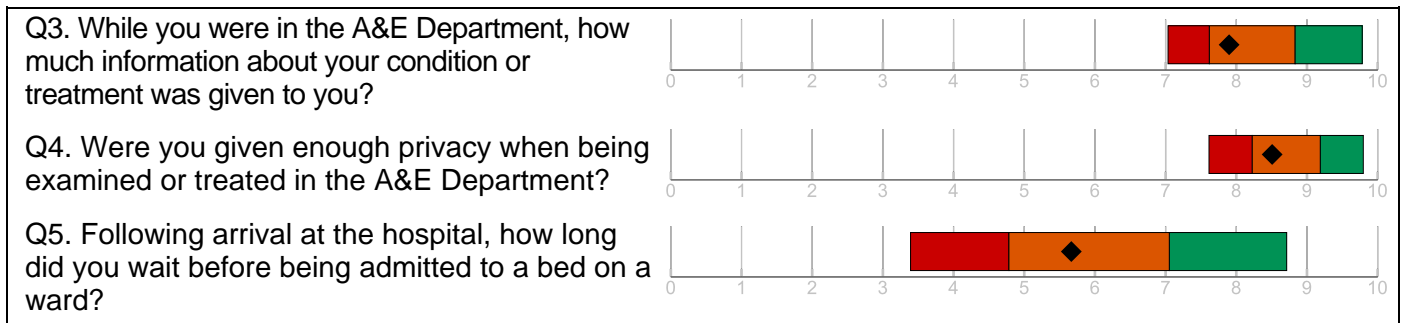 Q3. While you were in the A&E Department, how
much information about your condition or
treatment was given to you?
0 1 2 3 4 5 6 7 8 9 10
Q4. Were you given enough privacy when being
examined or treated in the A&E Department?
0 1 2 3 4 5 6 7 8 9 10
Q5. Following arrival at the hospital, how long
did you wait before being admitted to a bed on a
ward?
0 1 2 3 4 5 6 7 8 9 10